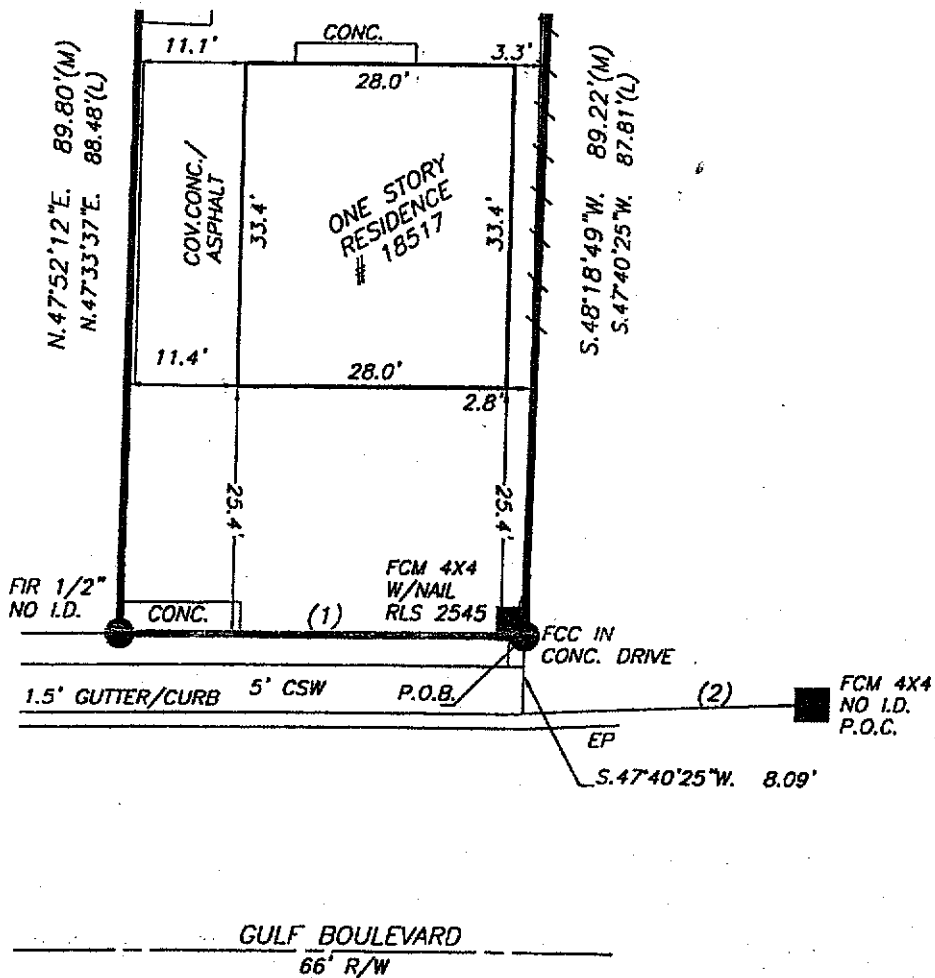 CONC.
11.1'
3.3'
28.0'
N.47°52'12"E. 89.80'(M)
N.47°33'37"E. 88.48'(L)
COV.CONC./
ASPHALT
33.4'
ONE STORY
RESIDENCE
# 18517
33.4'
S.48°18'49"W. 89.22'(M)
S.47°40'25"W. 87.81'(L)
11.4'
28.0'
2.8'
25.4'
25.4'
FIR 1/2"
NO I.D.
CONC.
(1)
FCM 4X4
W/NAIL
RLS 2545
FCC IN
CONC. DRIVE
1.5' GUTTER/CURB
5' CSW
P.O.B.
(2)
FCM 4X4
NO I.D.
P.O.C.
EP
S.47°40'25"W. 8.09'
GULF BOULEVARD
66' R/W